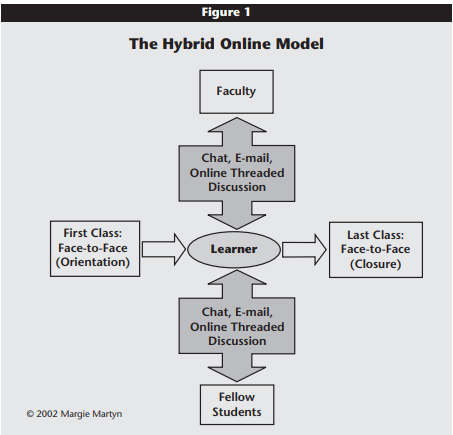 Figure 1
The Hybrid Online Model
Faculty
Chat, E-mail,
Online Threaded
Discussion
First Class:
Face-to-Face
(Orientation)
Learner
Last Class:
Face-to-Face
(Closure)
Chat, E-mail,
Online Threaded
Discussion
Fellow
Students
© 2002 Margie Martyn